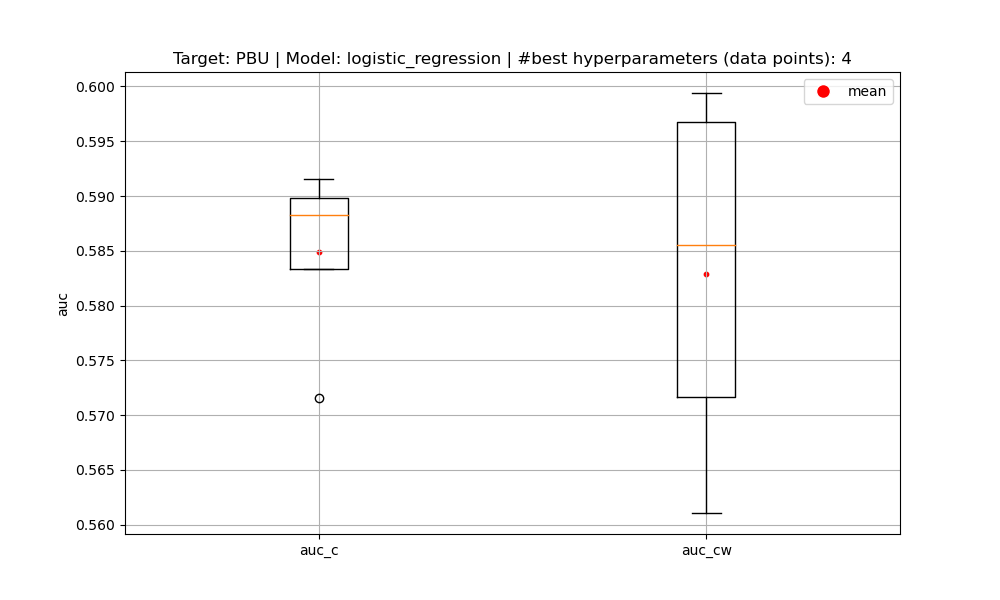 Target: PBU | Model: logistic_regression | #best hyperparameters (data points): 4
mean
0.600
0.595
0.590
0.585
0.580
0.575
0.570
0.565
0.560
auc
auc_c
auc_cw